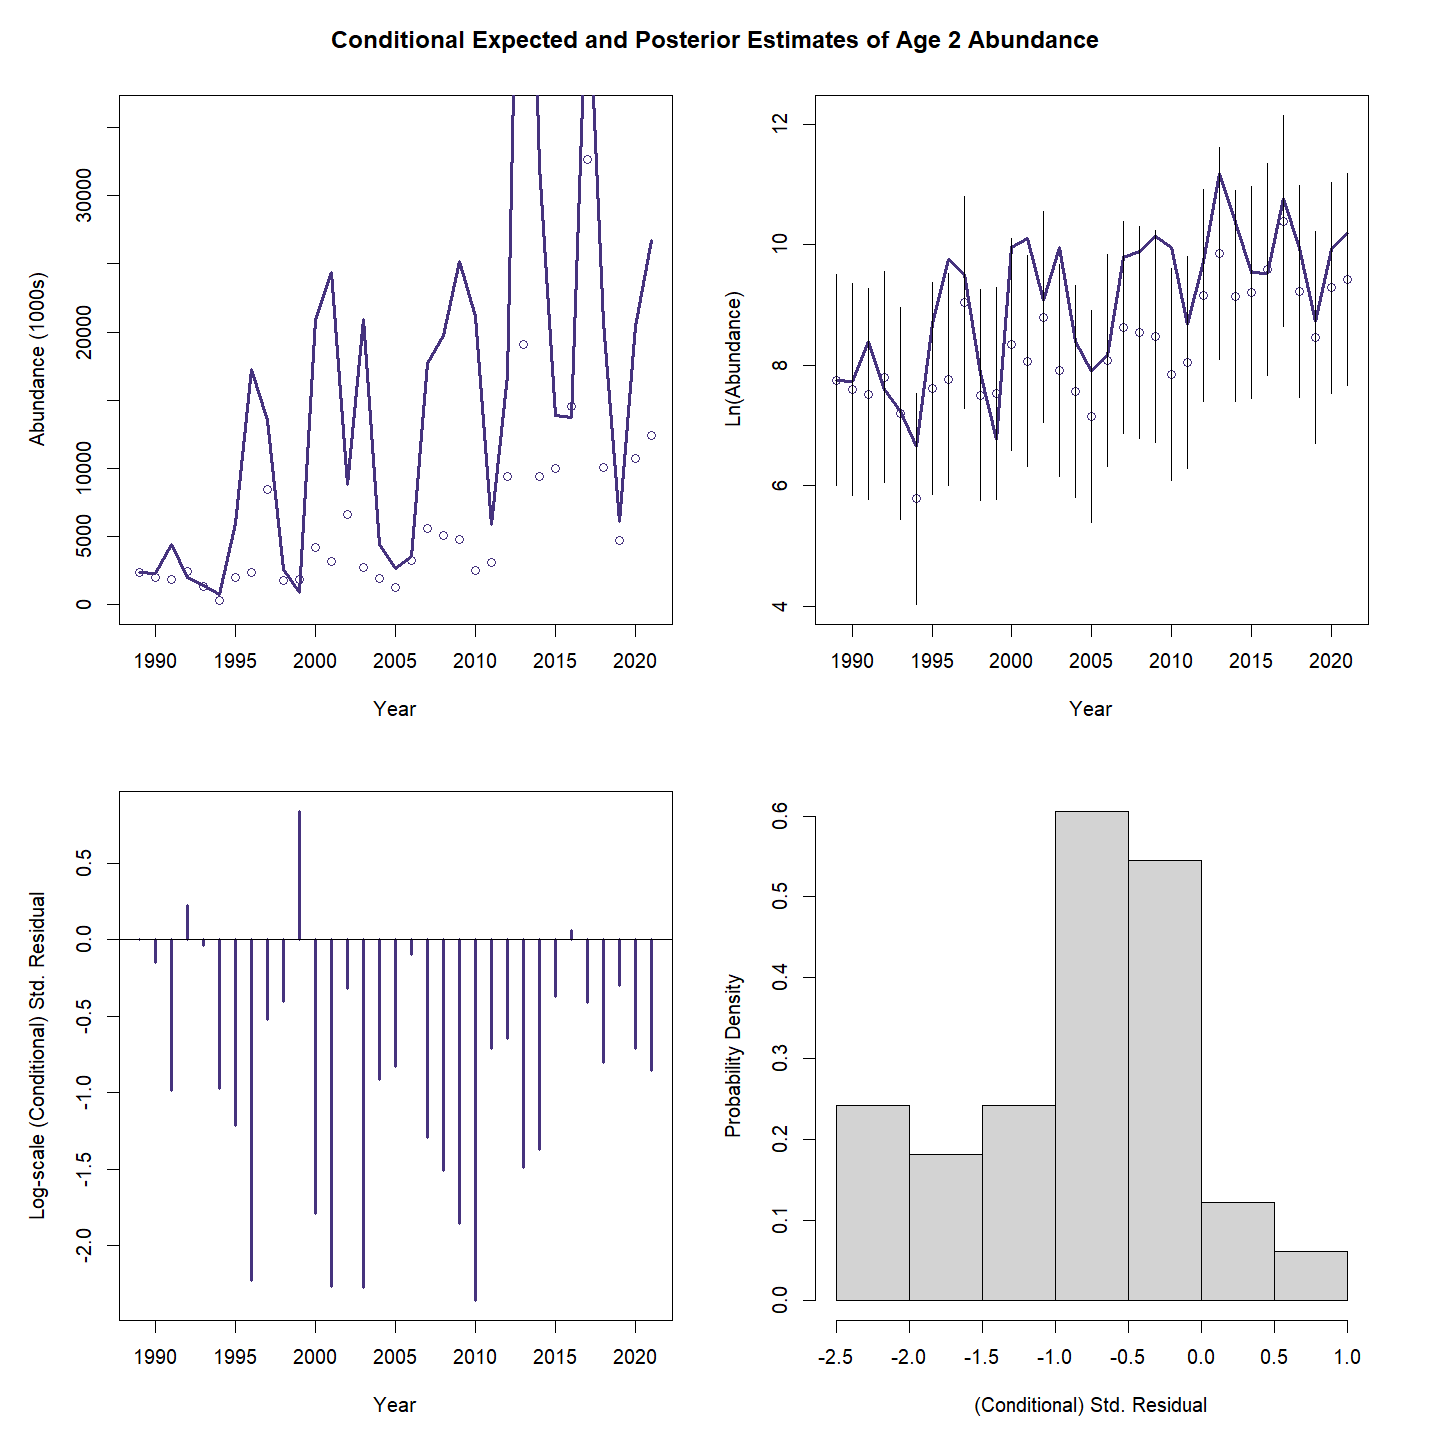 Conditional Expected and Posterior Estimates of Age 2 Abundance
Abundance (1000s)
0 5000 10000 20000 30000
1990 1995 2000 2005 2010 2015 2020
Year
Ln(Abundance)
4 6 8 10 12
1990 1995 2000 2005 2010 2015 2020
Year
Log-scale (Conditional) Std. Residual
-2.0 -1.5 -1.0 -0.5 0.0 0.5
1990 1995 2000 2005 2010 2015 2020
Year
Probability Density
0.0 0.1 0.2 0.3 0.4 0.5 0.6
-2.5 -2.0 -1.5 -1.0 -0.5 0.0 0.5 1.0
(Conditional) Std. Residual